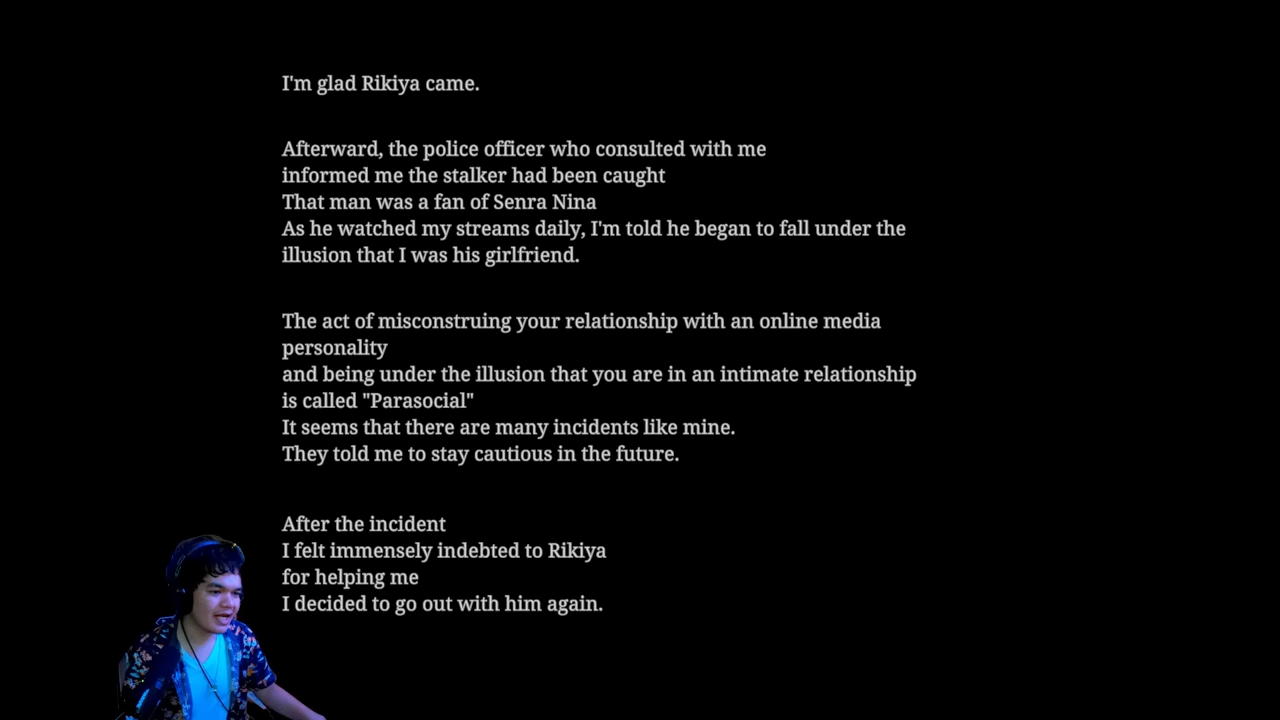 I'm glad Rikiya came.
Afterward, the police officer who consulted with me
informed me the stalker had been caught
That man was a fan of Senra Nina
As he watched my streams daily, I'm told he began to fall under the
illusion that I was his girlfriend.
The act of misconstruing your relationship with an online media
personality
and being under the illusion that you are in an intimate relationship
is called "Parasocial"
It seems that there are many incidents like mine.
They told me to stay cautious in the future.
After the incident
I felt immensely indebted to Rikiya
for helping me
I decided to go out with him again.